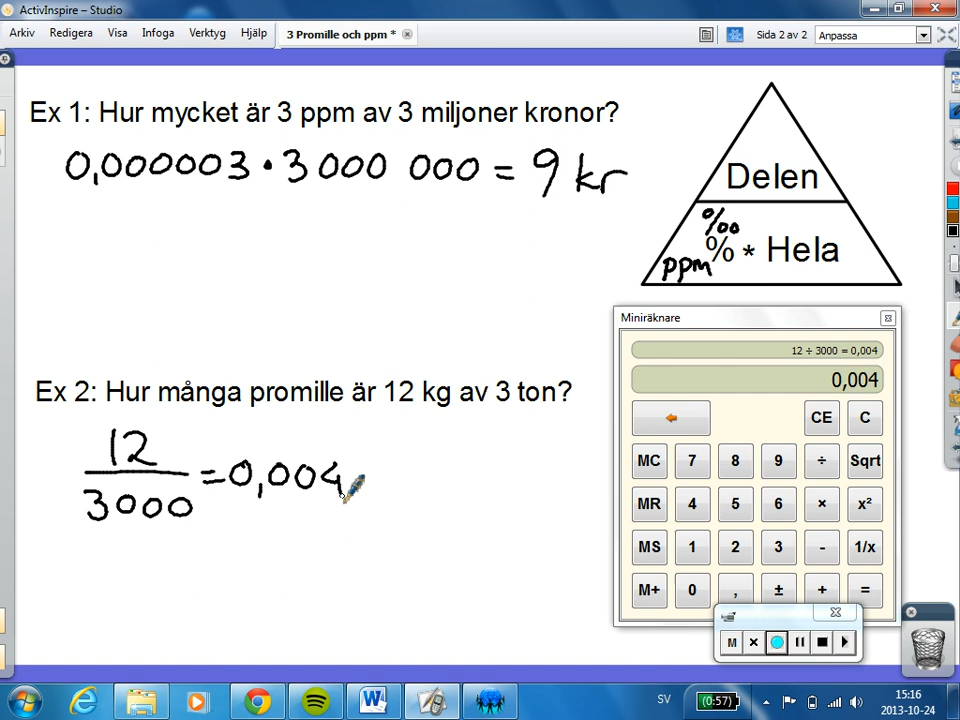 ActivInspire – Studio
Arkiv Redigera Visa Infoga Verktyg Hjälp 3 Promille och ppm * Sida 2 av 2 Anpassa
Ex 1: Hur mycket är 3 ppm av 3 miljoner kronor?
0,000003 · 3 000 000 = 9 kr
Delen
‰
% * Hela
ppm
Ex 2: Hur många promille är 12 kg av 3 ton?
12
3000
=0,004
Miniräknare
12 ÷ 3000 = 0,004
0,004
CE C
MC 7 8 9 ÷ Sqrt
MR 4 5 6 × x²
MS 1 2 3 - 1/x
M+ 0 , ± + =
M
SV (0:57) 15:16
2013-10-24